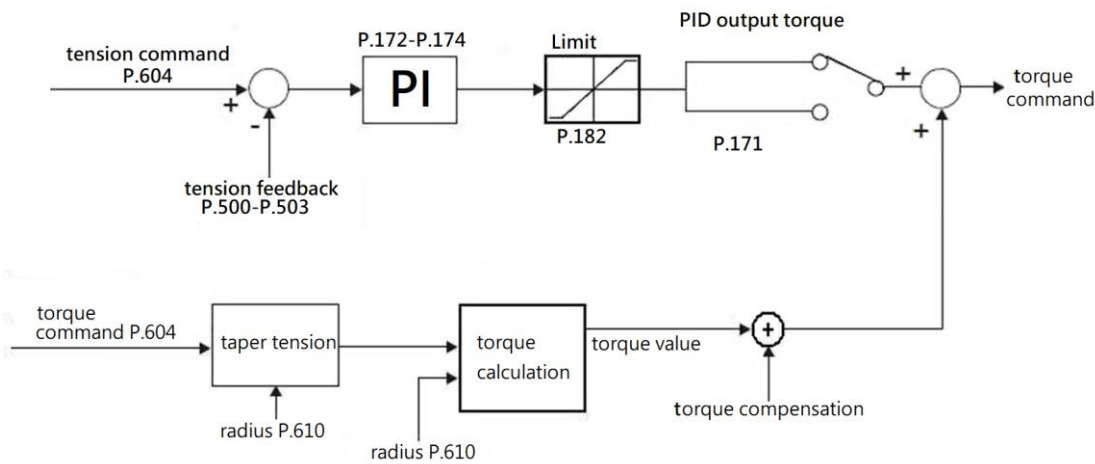 PID output torque
tension command
P.604
P.172-P.174
Limit
PI
+
-
P.182
P.171
+
+
torque
command
tension feedback
P.500-P.503
torque
command P.604
taper tension
torque
calculation
torque value
+
radius P.610
radius P.610
torque compensation